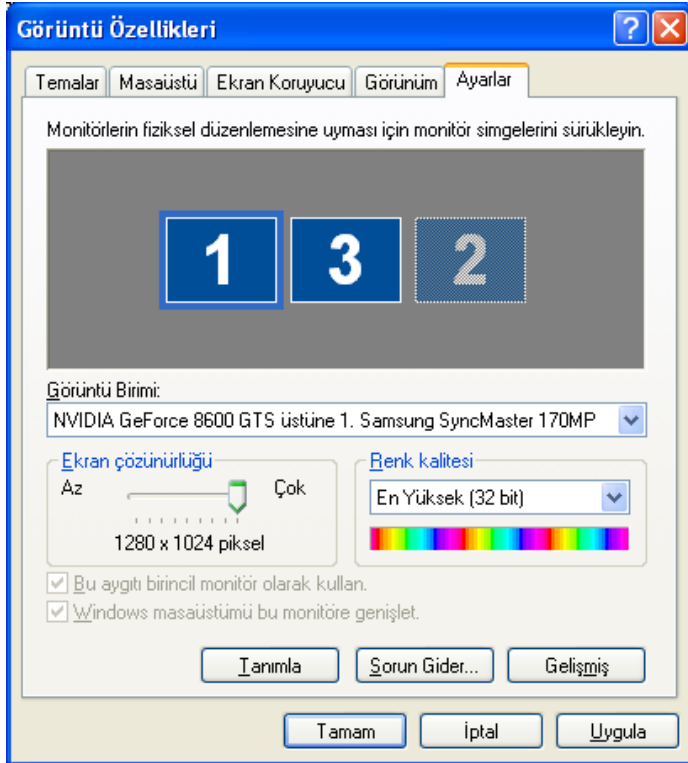 Görüntü Özellikleri
Temalar Masaüstü Ekran Koruyucu Görünüm Ayarlar
Monitörlerin fiziksel düzenlemesine uyması için monitör simgelerini sürükleyin.
1 3 2
Görüntü Birimi:
NVIDIA GeForce 8600 GTS üstüne 1. Samsung SyncMaster 170MP
Ekran çözünürlüğü
Az Çok
1280 x 1024 piksel
Renk kalitesi
En Yüksek (32 bit)
Bu aygıtı birincil monitör olarak kullan.
Windows masaüstümü bu monitöre genişlet.
Tanımla Sorun Gider... Gelişmiş
Tamam İptal Uygula